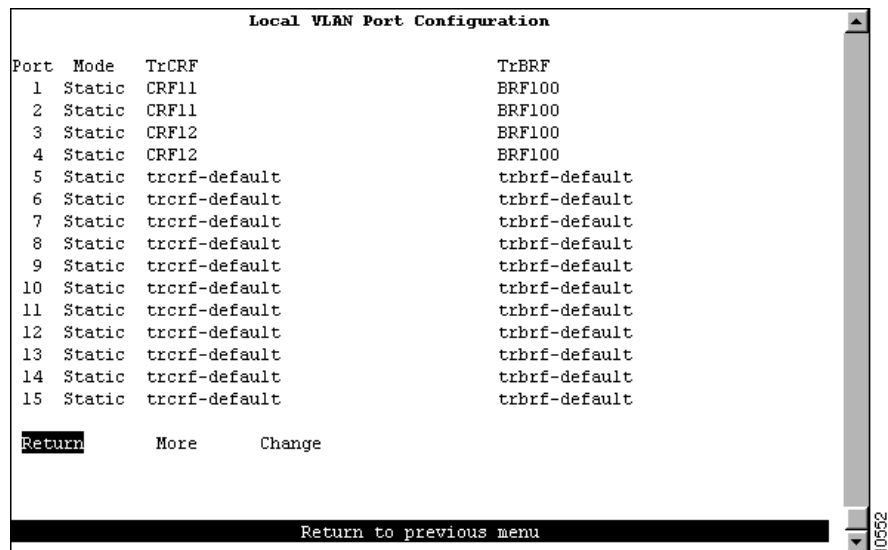 Local VLAN Port Configuration
Port Mode TrCRF TrBRF
1 Static CRF11 BRF100
2 Static CRF11 BRF100
3 Static CRF12 BRF100
4 Static CRF12 BRF100
5 Static trcrf-default trbrf-default
6 Static trcrf-default trbrf-default
7 Static trcrf-default trbrf-default
8 Static trcrf-default trbrf-default
9 Static trcrf-default trbrf-default
10 Static trcrf-default trbrf-default
11 Static trcrf-default trbrf-default
12 Static trcrf-default trbrf-default
13 Static trcrf-default trbrf-default
14 Static trcrf-default trbrf-default
15 Static trcrf-default trbrf-default
Return More Change
Return to previous menu
10552